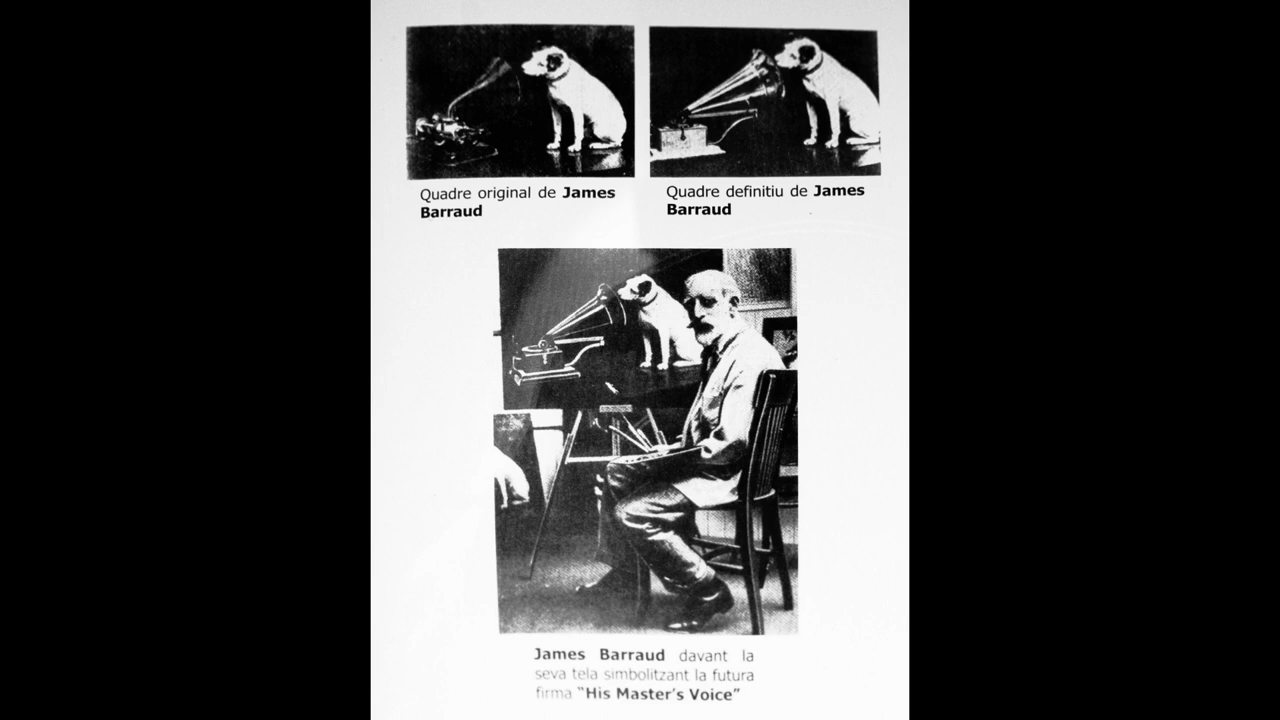 Quadre original de James
Barraud
Quadre definitiu de James
Barraud
James Barraud davant la
seva tela simbolitzant la futura
firma “His Master’s Voice”